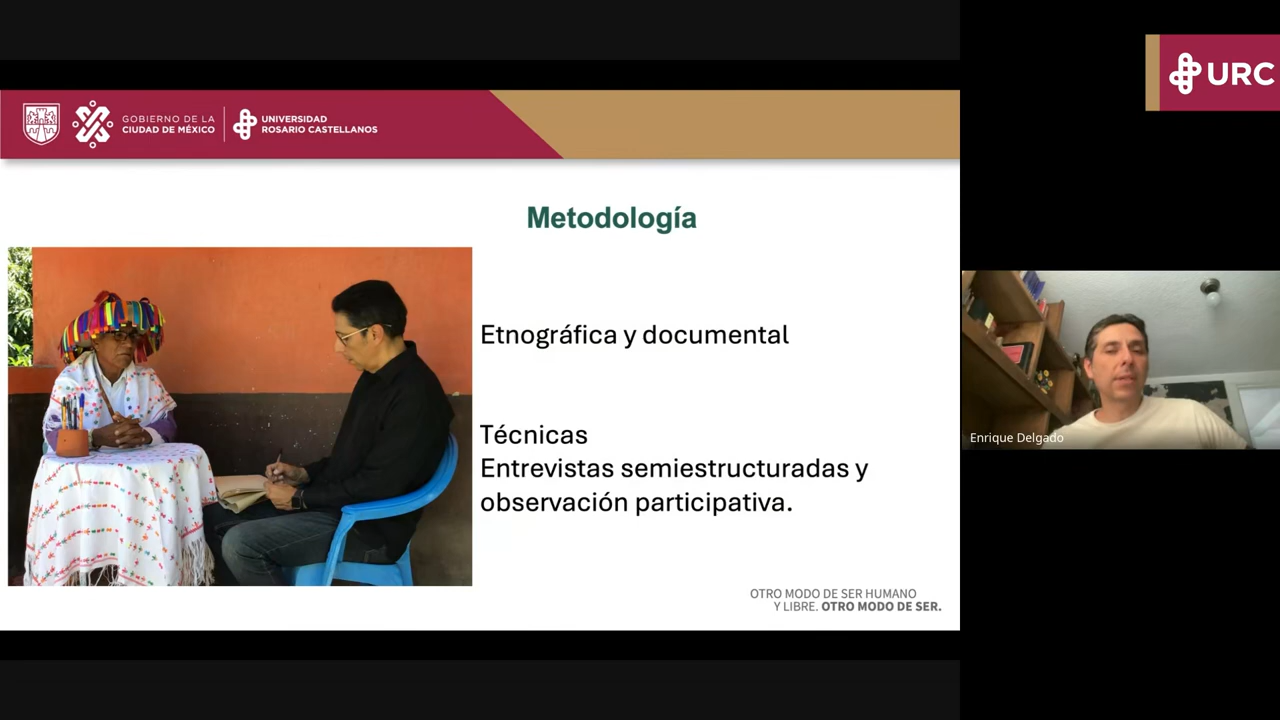 GOBIERNO DE LA
CIUDAD DE MÉXICO
UNIVERSIDAD
ROSARIO CASTELLANOS
URC
Metodología
Etnográfica y documental
Técnicas
Entrevistas semiestructuradas y
observación participativa.
OTRO MODO DE SER HUMANO
Y LIBRE. OTRO MODO DE SER.
Enrique Delgado